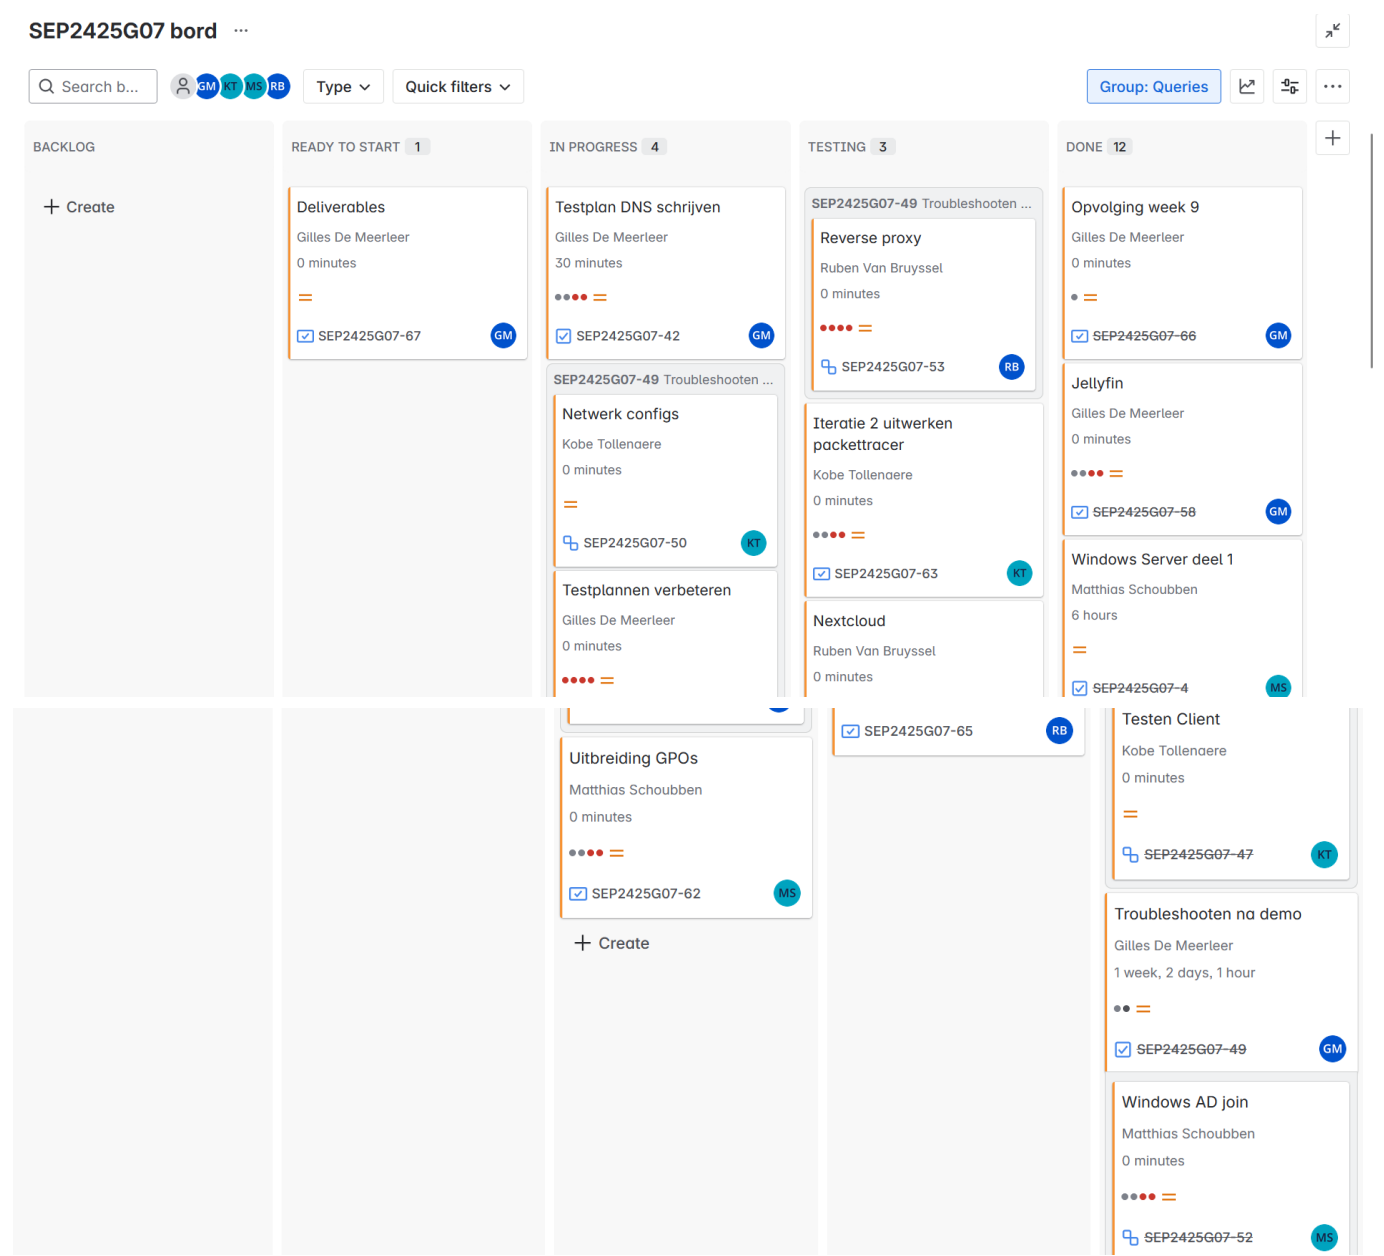 SEP2425G07 bord ...
Search b...
GM KT MS RB
Type
Quick filters
Group: Queries
BACKLOG
Create
READY TO START 1
Deliverables
Gilles De Meerleer
0 minutes
SEP2425G07-67 GM
IN PROGRESS 4
Testplan DNS schrijven
Gilles De Meerleer
30 minutes
SEP2425G07-42 GM
SEP2425G07-49 Troubleshooten ...
Netwerk configs
Kobe Tollenaere
0 minutes
SEP2425G07-50 KT
Testplannen verbeteren
Gilles De Meerleer
0 minutes
Uitbreiding GPOs
Matthias Schoubben
0 minutes
SEP2425G07-62 MS
Create
TESTING 3
SEP2425G07-49 Troubleshooten ...
Reverse proxy
Ruben Van Bruyssel
0 minutes
SEP2425G07-53 RB
Iteratie 2 uitwerken
packettracer
Kobe Tollenaere
0 minutes
SEP2425G07-63 KT
Nextcloud
Ruben Van Bruyssel
0 minutes
SEP2425G07-65 RB
DONE 12
Opvolging week 9
Gilles De Meerleer
0 minutes
SEP2425G07-66 GM
Jellyfin
Gilles De Meerleer
0 minutes
SEP2425G07-58 GM
Windows Server deel 1
Matthias Schoubben
6 hours
SEP2425G07-4 MS
Testen Client
Kobe Tollenaere
0 minutes
SEP2425G07-47 KT
Troubleshooten na demo
Gilles De Meerleer
1 week, 2 days, 1 hour
SEP2425G07-49 GM
Windows AD join
Matthias Schoubben
0 minutes
SEP2425G07-52 MS